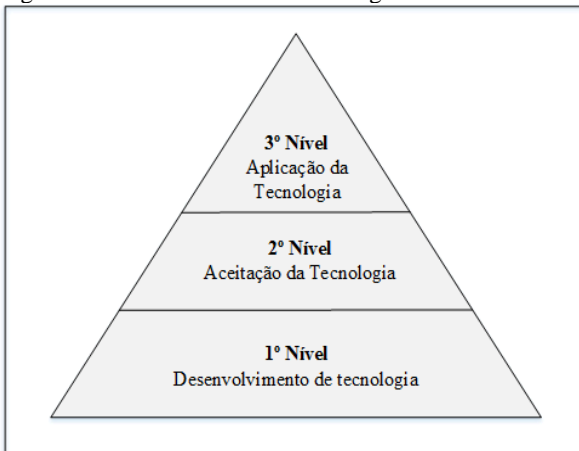 3º Nível
Aplicação da
Tecnologia
2º Nível
Aceitação da Tecnologia
1º Nível
Desenvolvimento de tecnologia